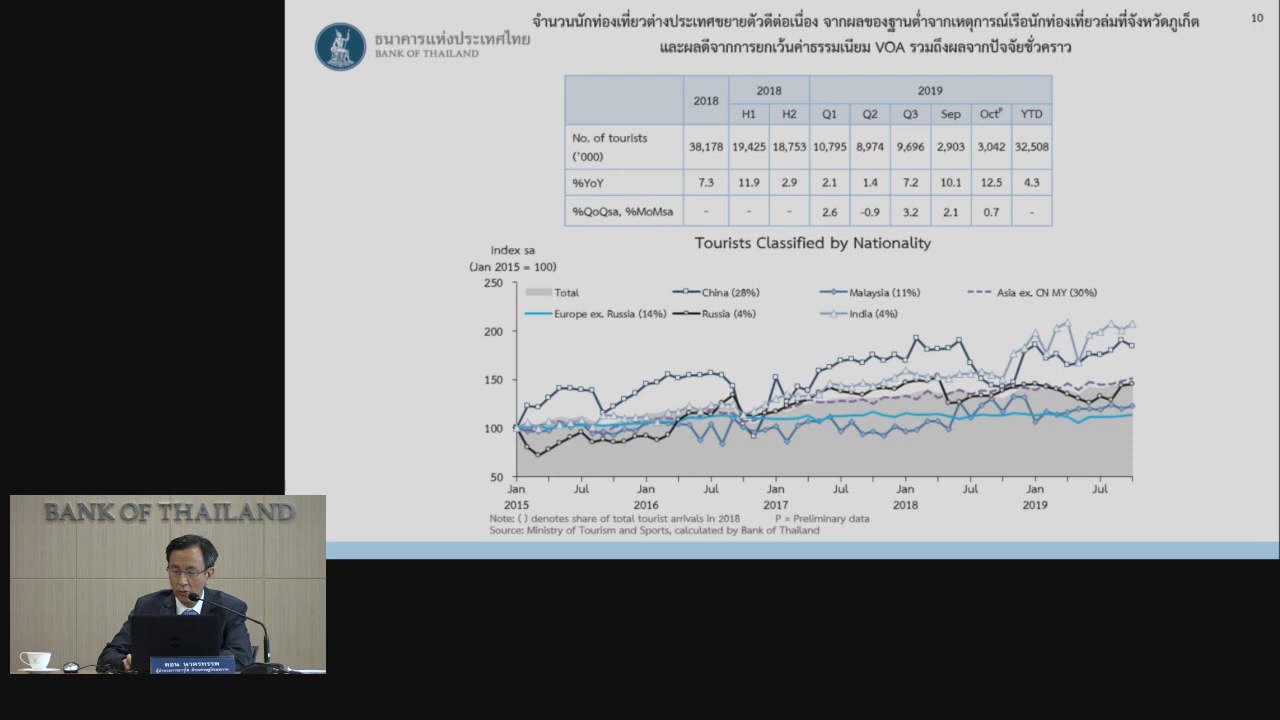 จำนวนนักท่องเที่ยวต่างประเทศขยายตัวดีต่อเนื่อง จากผลของฐานต่ำจากเหตุการณ์เรือนักท่องเที่ยวล่มที่จังหวัดภูเก็ต
และผลดีจากการยกเว้นค่าธรรมเนียม VOA รวมถึงผลจากปัจจัยชั่วคราว
10
ธนาคารแห่งประเทศไทย
BANK OF THAILAND
2018 2018 2019
H1 H2 Q1 Q2 Q3 Sep Octᴾ YTD
No. of tourists
('000) 38,178 19,425 18,753 10,795 8,974 9,696 2,903 3,042 32,508
%YoY 7.3 11.9 2.9 2.1 1.4 7.2 10.1 12.5 4.3
%QoQsa, %MoMsa - - - 2.6 -0.9 3.2 2.1 0.7 -
Tourists Classified by Nationality
Index sa
(Jan 2015 = 100)
250
200
150
100
50
Total China (28%) Malaysia (11%) Asia ex. CN MY (30%)
Europe ex. Russia (14%) Russia (4%) India (4%)
Jan Jul Jan Jul Jan Jul Jan Jul Jan Jul
2015 2016 2017 2018 2019
Note: ( ) denotes share of total tourist arrivals in 2018 P = Preliminary data
Source: Ministry of Tourism and Sports, calculated by Bank of Thailand
BANK OF THAILAND
ดอน นาครทรรพ